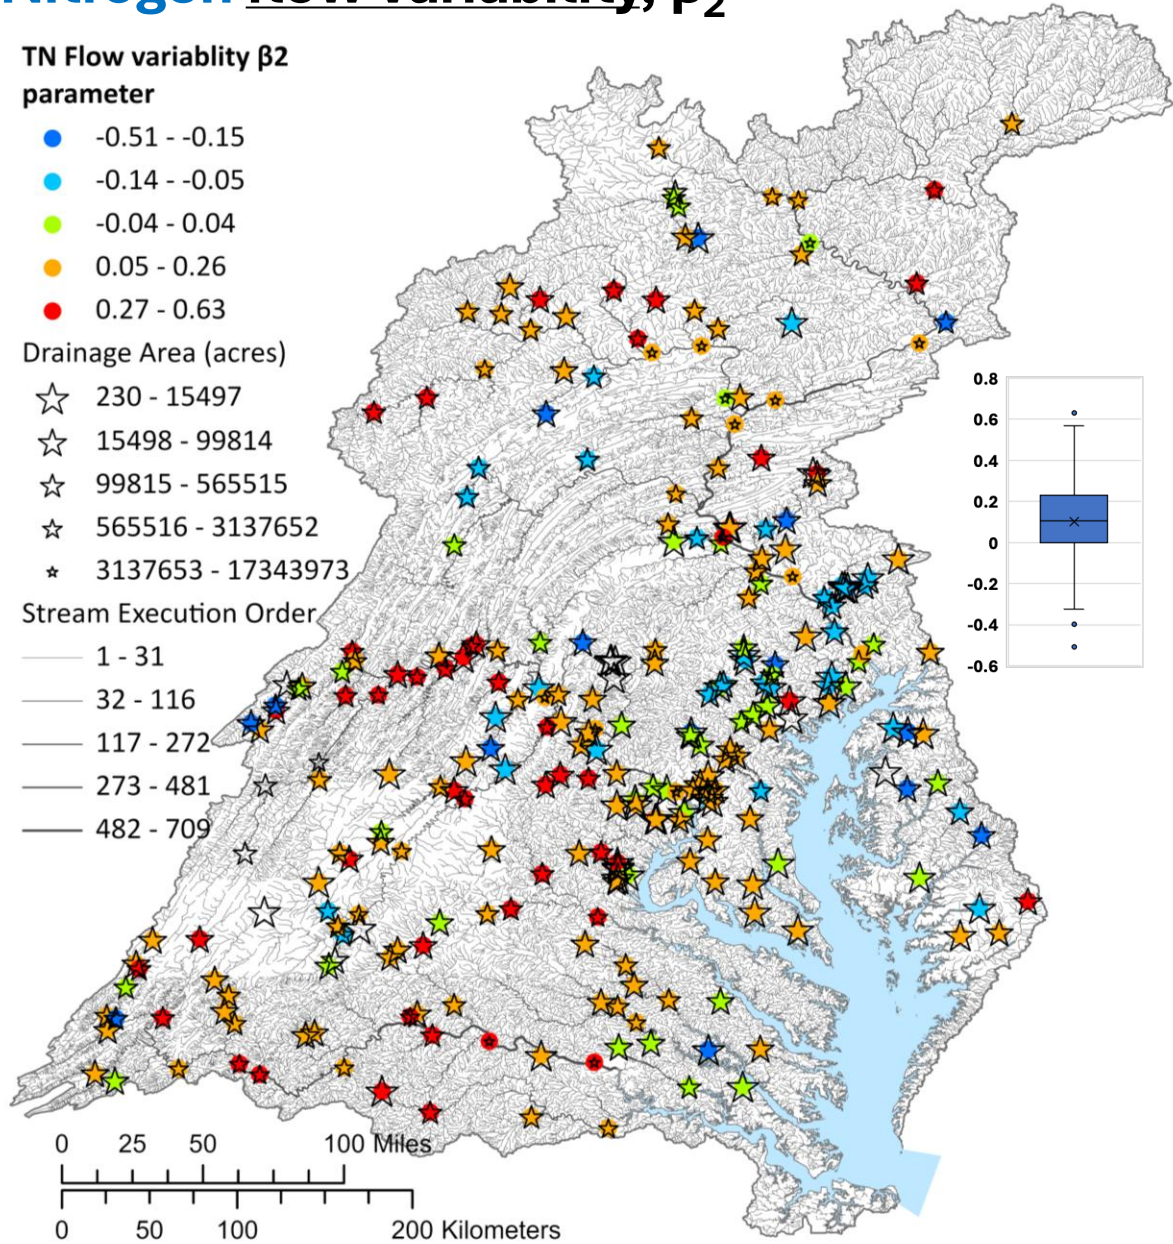 Nitrogen flow variability, β2
TN Flow variablity β2
parameter
-0.51 - -0.15
-0.14 - -0.05
-0.04 - 0.04
0.05 - 0.26
0.27 - 0.63
Drainage Area (acres)
230 - 15497
15498 - 99814
99815 - 565515
565516 - 3137652
3137653 - 17343973
Stream Execution Order
1 - 31
32 - 116
117 - 272
273 - 481
482 - 709
0.8
0.6
0.4
0.2
0
-0.2
-0.4
-0.6
0 25 50 100 Miles
0 50 100 200 Kilometers